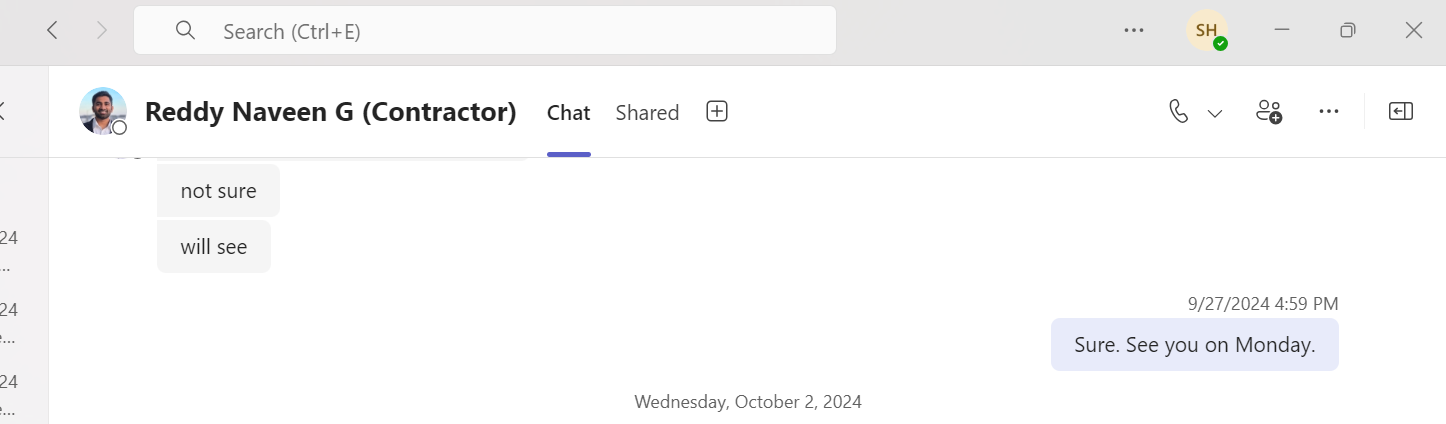 Search (Ctrl+E)
SH
Reddy Naveen G (Contractor)
Chat
Shared
not sure
will see
24
...
9/27/2024 4:59 PM
24
e...
Sure. See you on Monday.
24
e...
Wednesday, October 2, 2024